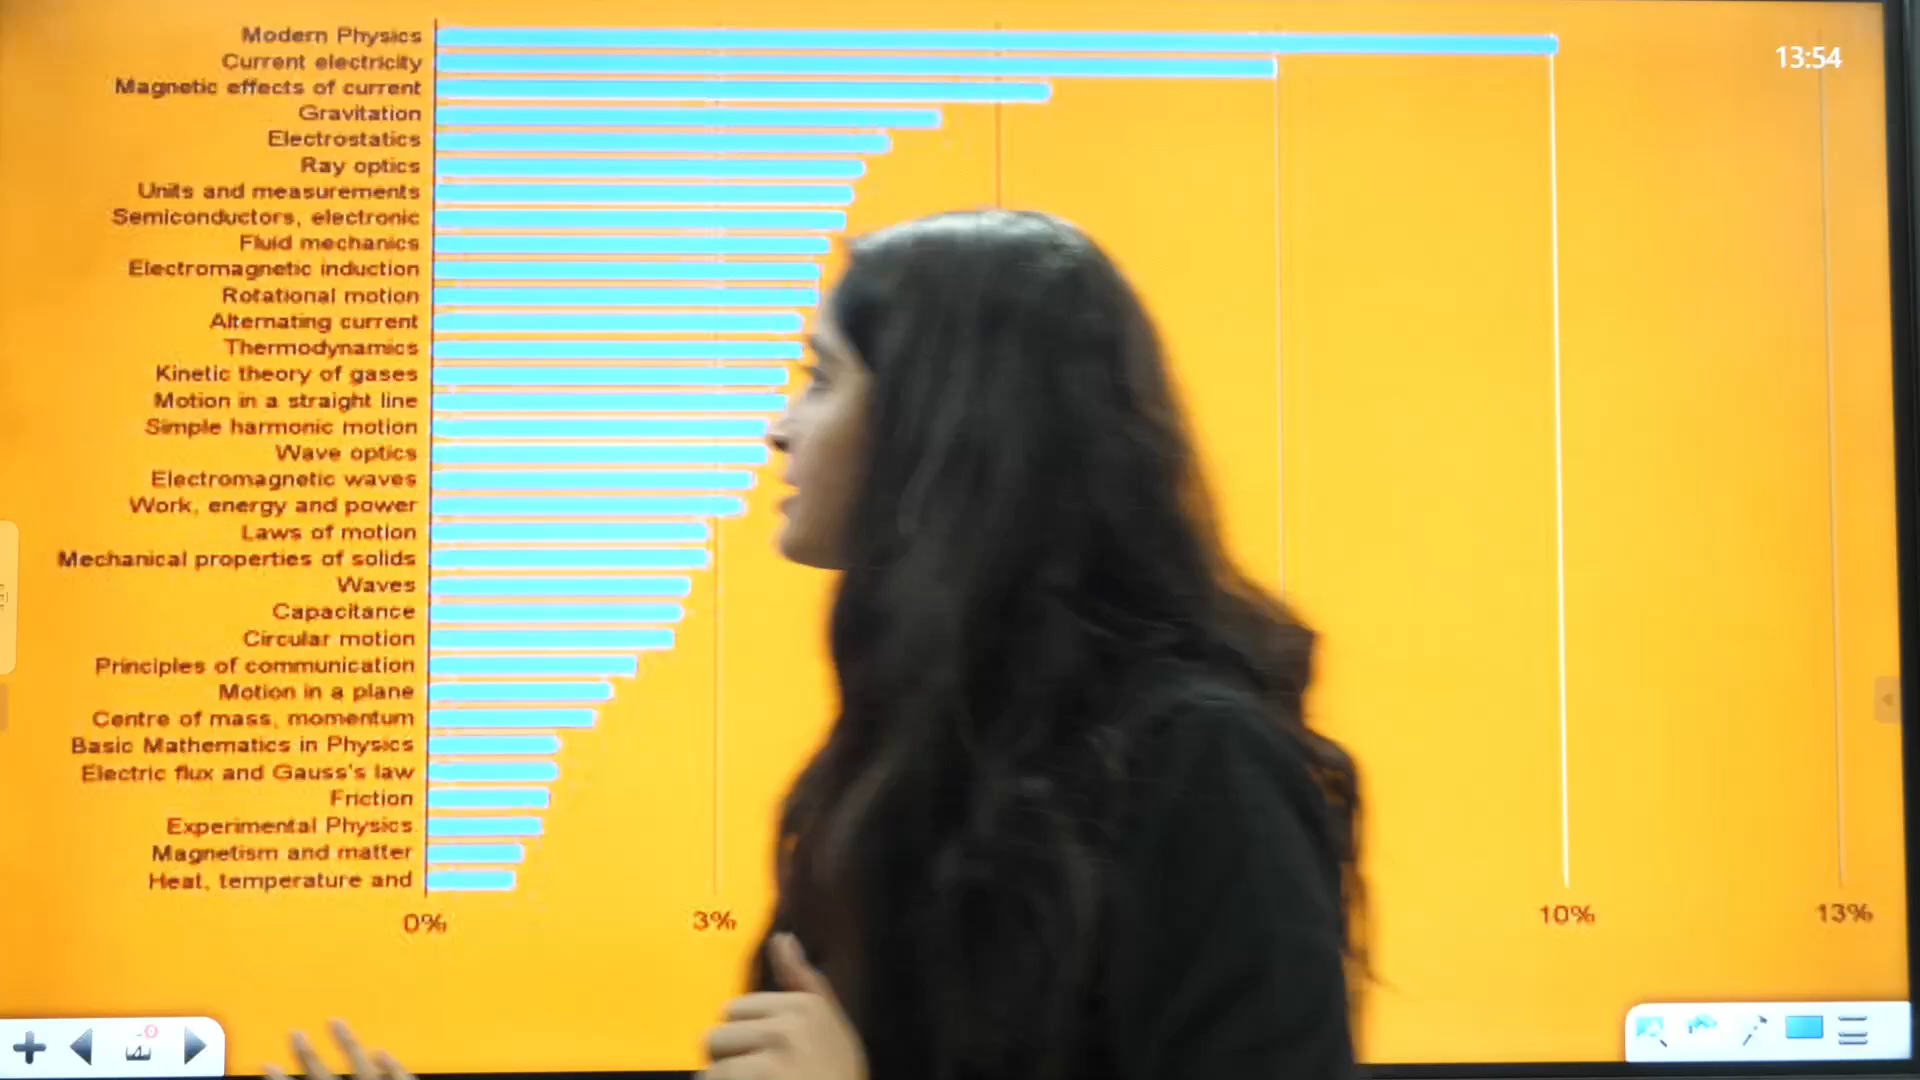 Modern Physics
13:54
Current electricity
Magnetic effects of current
Gravitation
Electrostatics
Ray optics
Units and measurements
Semiconductors, electronic
Fluid mechanics
Electromagnetic induction
Rotational motion
Alternating current
Thermodynamics
Kinetic theory of gases
Motion in a straight line
Simple harmonic motion
Wave optics
Electromagnetic waves
Work, energy and power
Laws of motion
Mechanical properties of solids
Waves
Capacitance
Circular motion
Principles of communication
Motion in a plane
Centre of mass, momentum
Basic Mathematics in Physics
Electric flux and Gauss's law
Friction
Experimental Physics
Magnetism and matter
Heat, temperature and
0% 3% 10% 13%